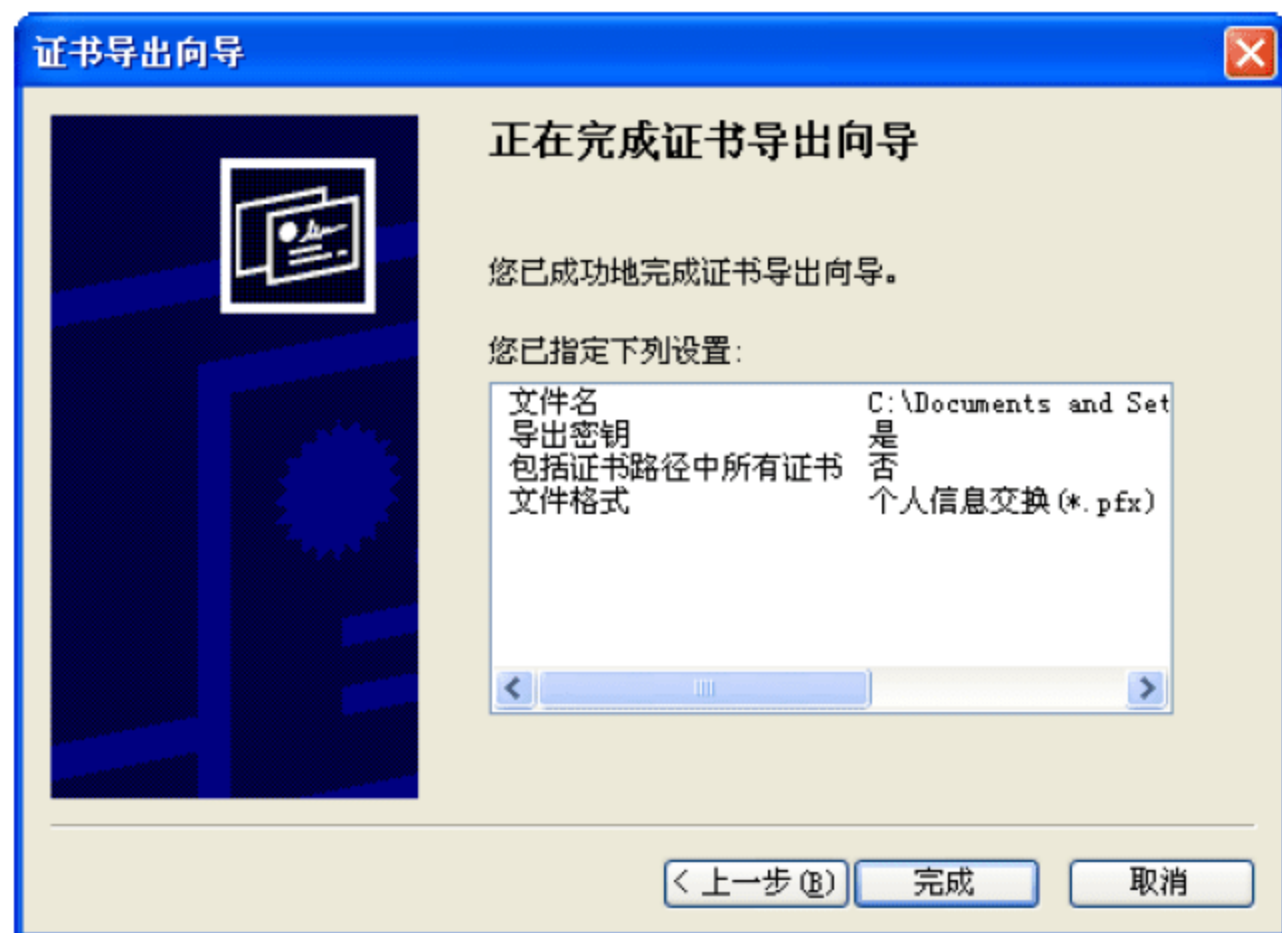 证书导出向导
正在完成证书导出向导
您已成功地完成证书导出向导。
您已指定下列设置:
文件名 C:\Documents and Set
导出密钥 是
包括证书路径中所有证书 否
文件格式 个人信息交换(*.pfx)
< 上一步(B) 完成 取消